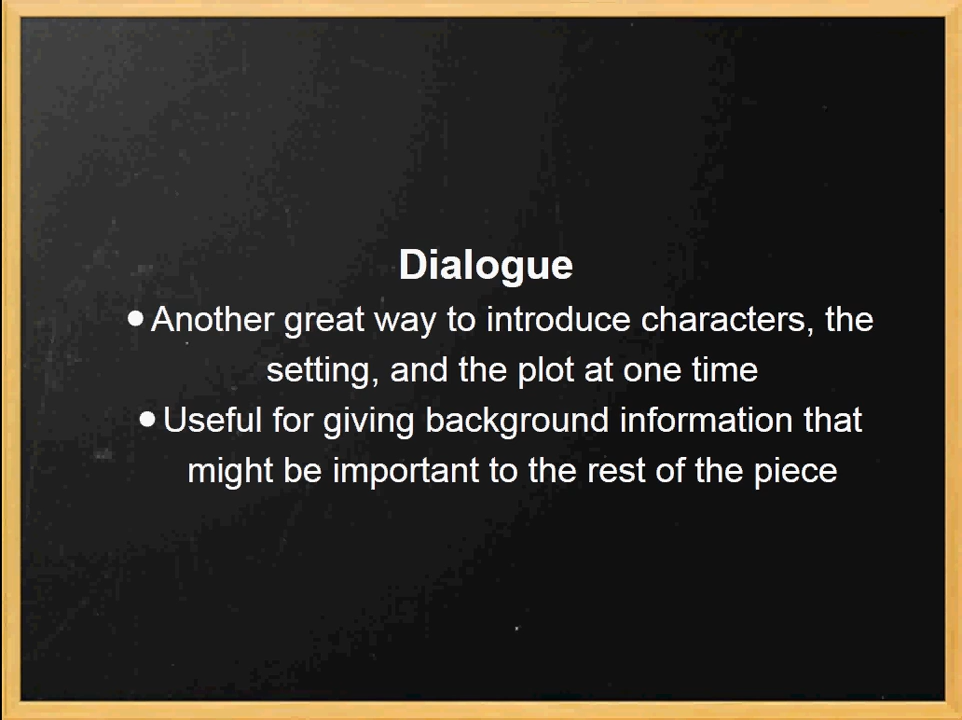 Dialogue
•Another great way to introduce characters, the
setting, and the plot at one time
•Useful for giving background information that
might be important to the rest of the piece